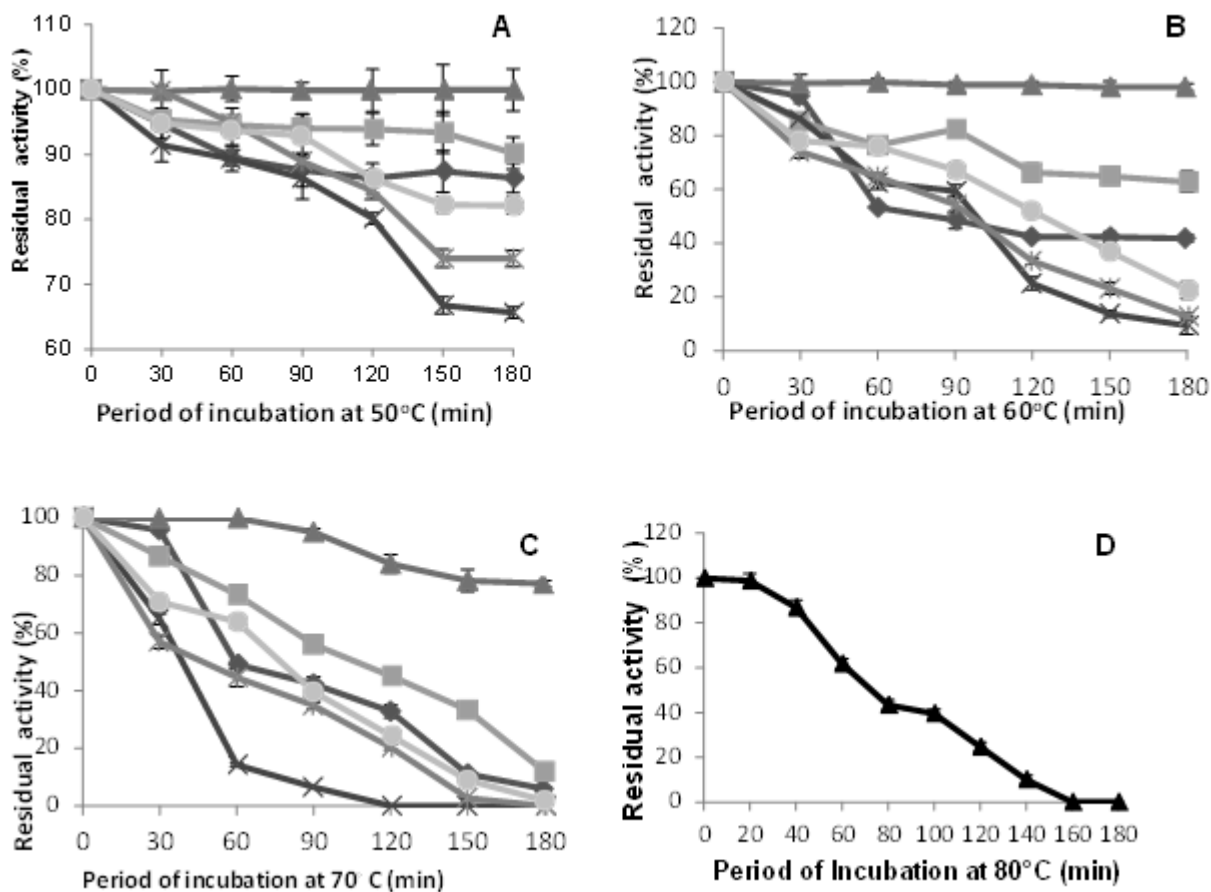 A
Residual activity (%)
110
100
90
80
70
60
0 30 60 90 120 150 180
Period of incubation at 50°C (min)
B
Residual activity (%)
120
100
80
60
40
20
0
0 30 60 90 120 150 180
Period of incubation at 60°C (min)
C
Residual activity (%)
100
80
60
40
20
0
0 30 60 90 120 150 180
Period of incubation at 70 C (min)
D
Residual activity (%)
120
100
80
60
40
20
0
0 20 40 60 80 100 120 140 160 180
Period of Incubation at 80°C (min)